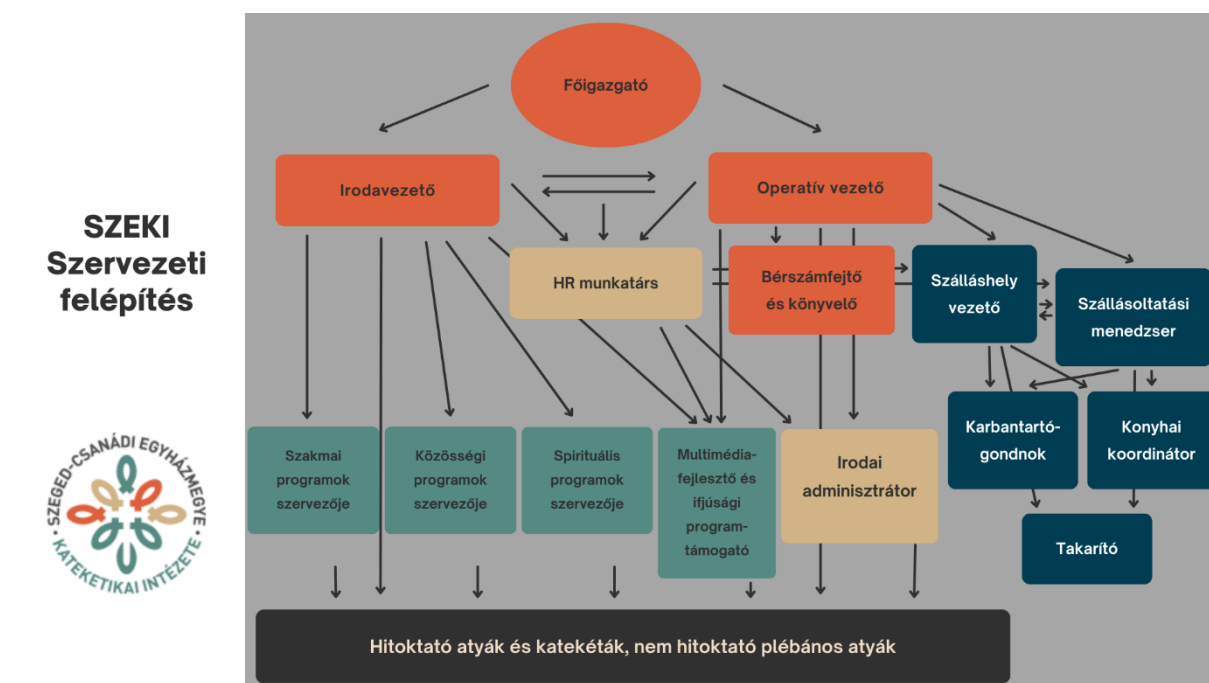 SZEKI
Szervezeti
felépítés
SZEGED-CSANÁDI EGYHÁZMEGYE • KATEKETIKAI INTÉZETE •
Főigazgató
Irodavezető
Operatív vezető
HR munkatárs
Bérszámfejtő
és könyvelő
Szálláshely
vezető
Szállásoltatási
menedzser
Szakmai
programok
szervezője
Közösségi
programok
szervezője
Spirituális
programok
szervezője
Multimédia-
fejlesztő és
ifjúsági
program-
támogató
Irodai
adminisztrátor
Karbantartó-
gondnok
Konyhai
koordinátor
Takarító
Hitoktató atyák és katekéták, nem hitoktató plébános atyák